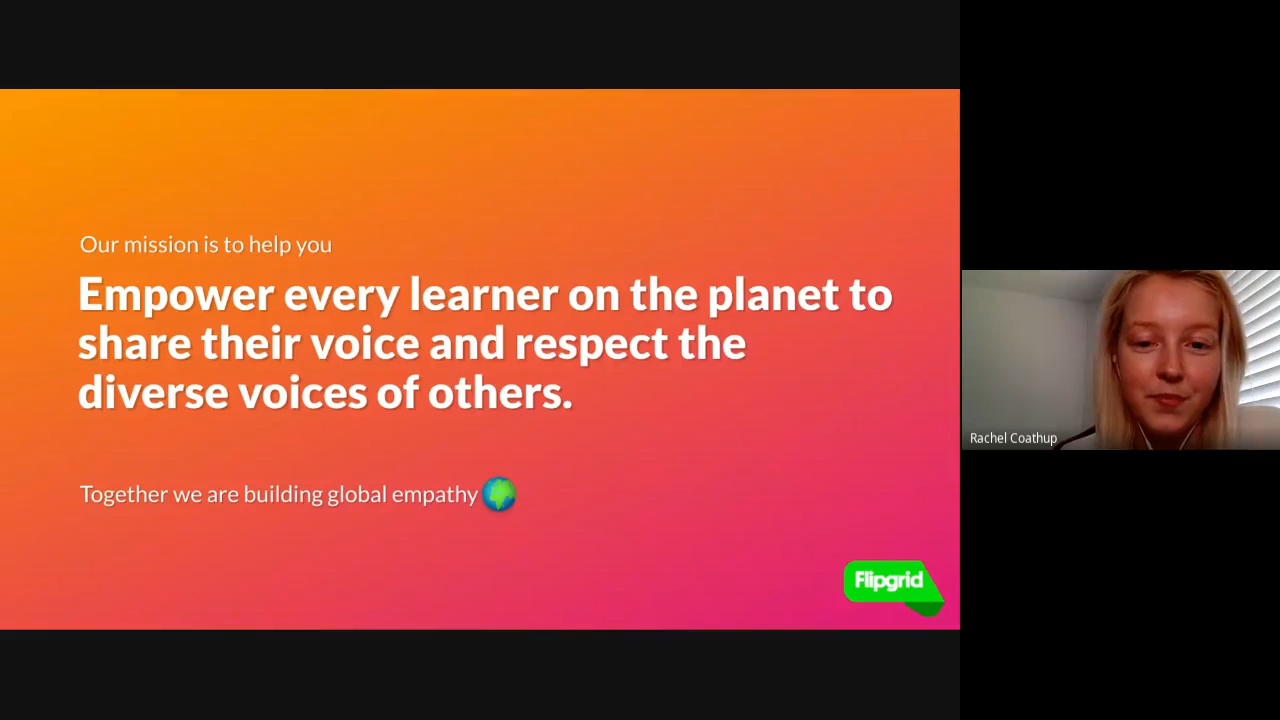 Our mission is to help you
Empower every learner on the planet to
share their voice and respect the
diverse voices of others.
Together we are building global empathy
Flipgrid
Rachel Coathup